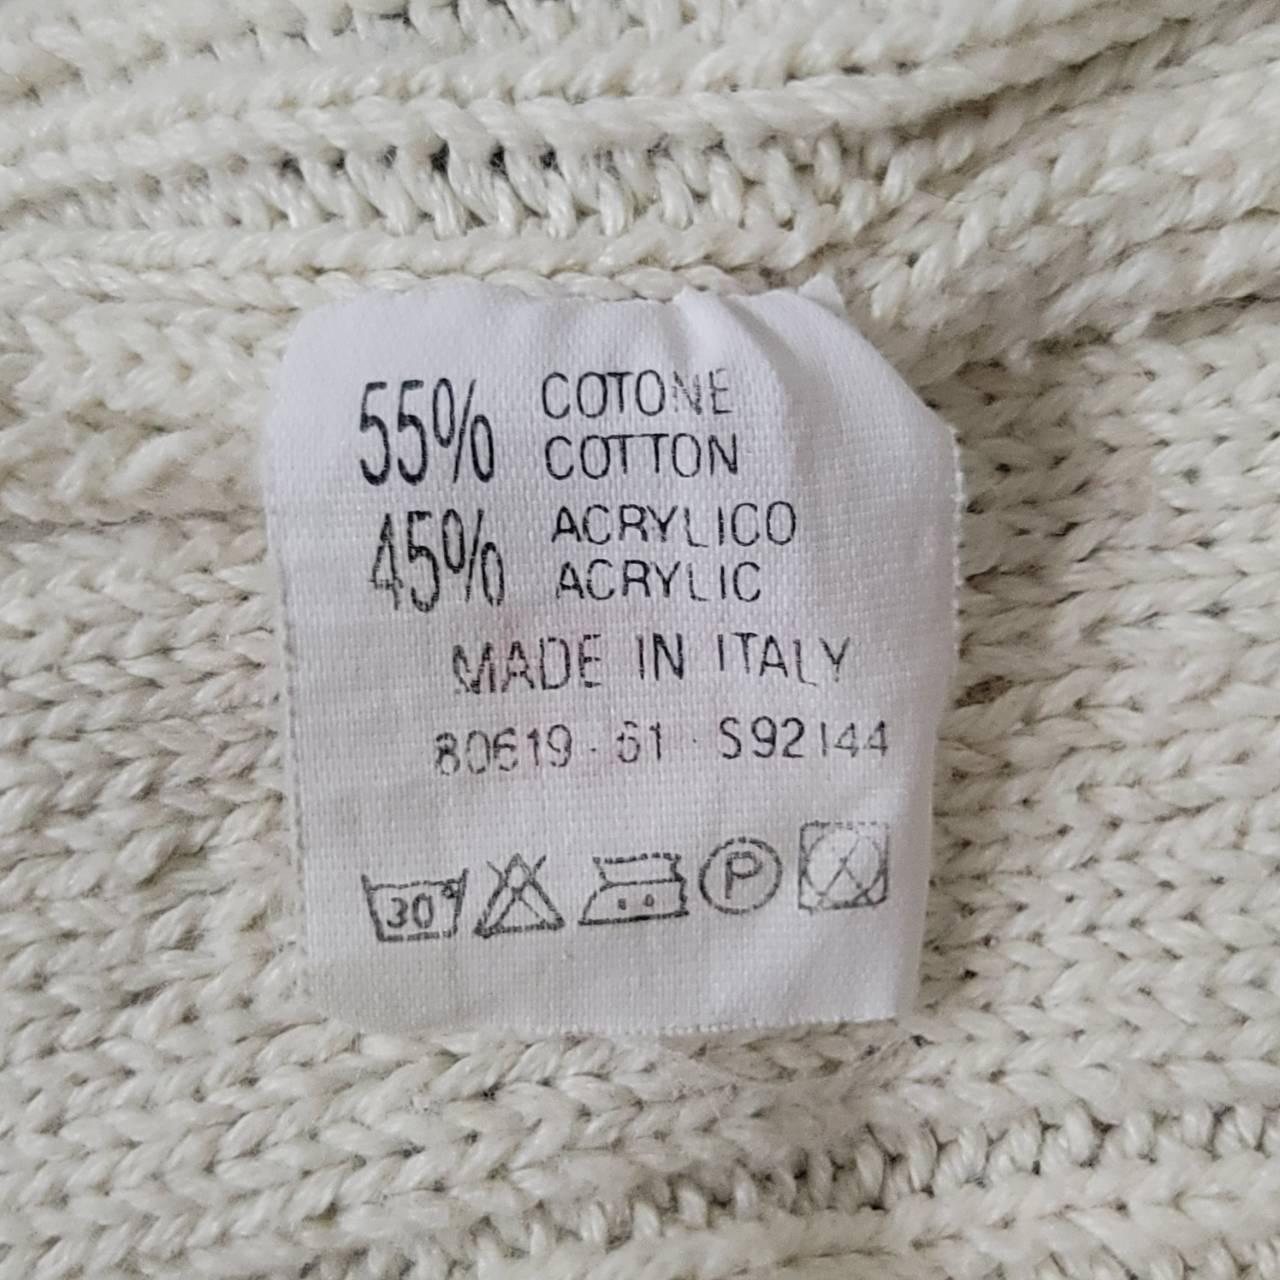 55% COTONE
COTTON
45% ACRYLICO
ACRYLIC
MADE IN ITALY
80619 · 61 · S92144
30° P